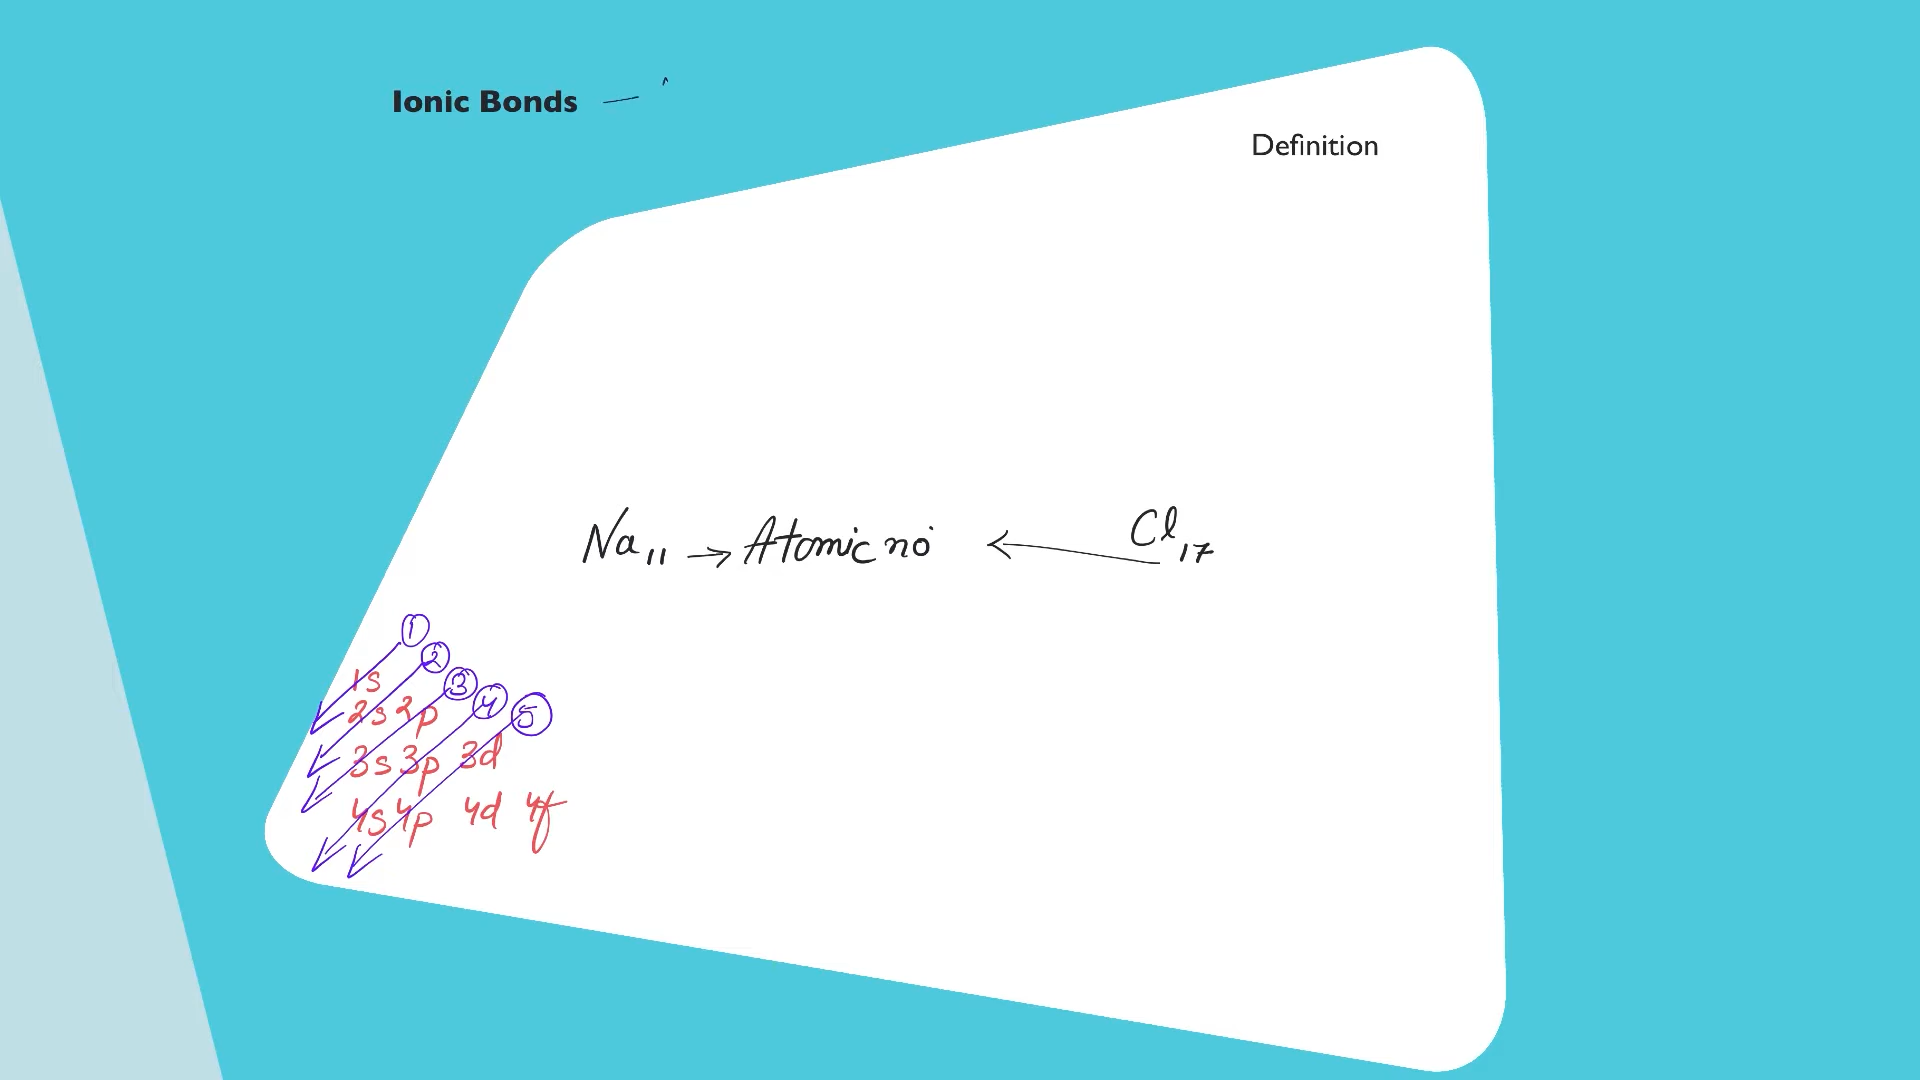 Ionic Bonds —
Definition
Na₁₁ → Atomic no ← Cl₁₇
① ② ③ ④ ⑤
1s
2s 2p
3s 3p 3d
4s 4p 4d 4f